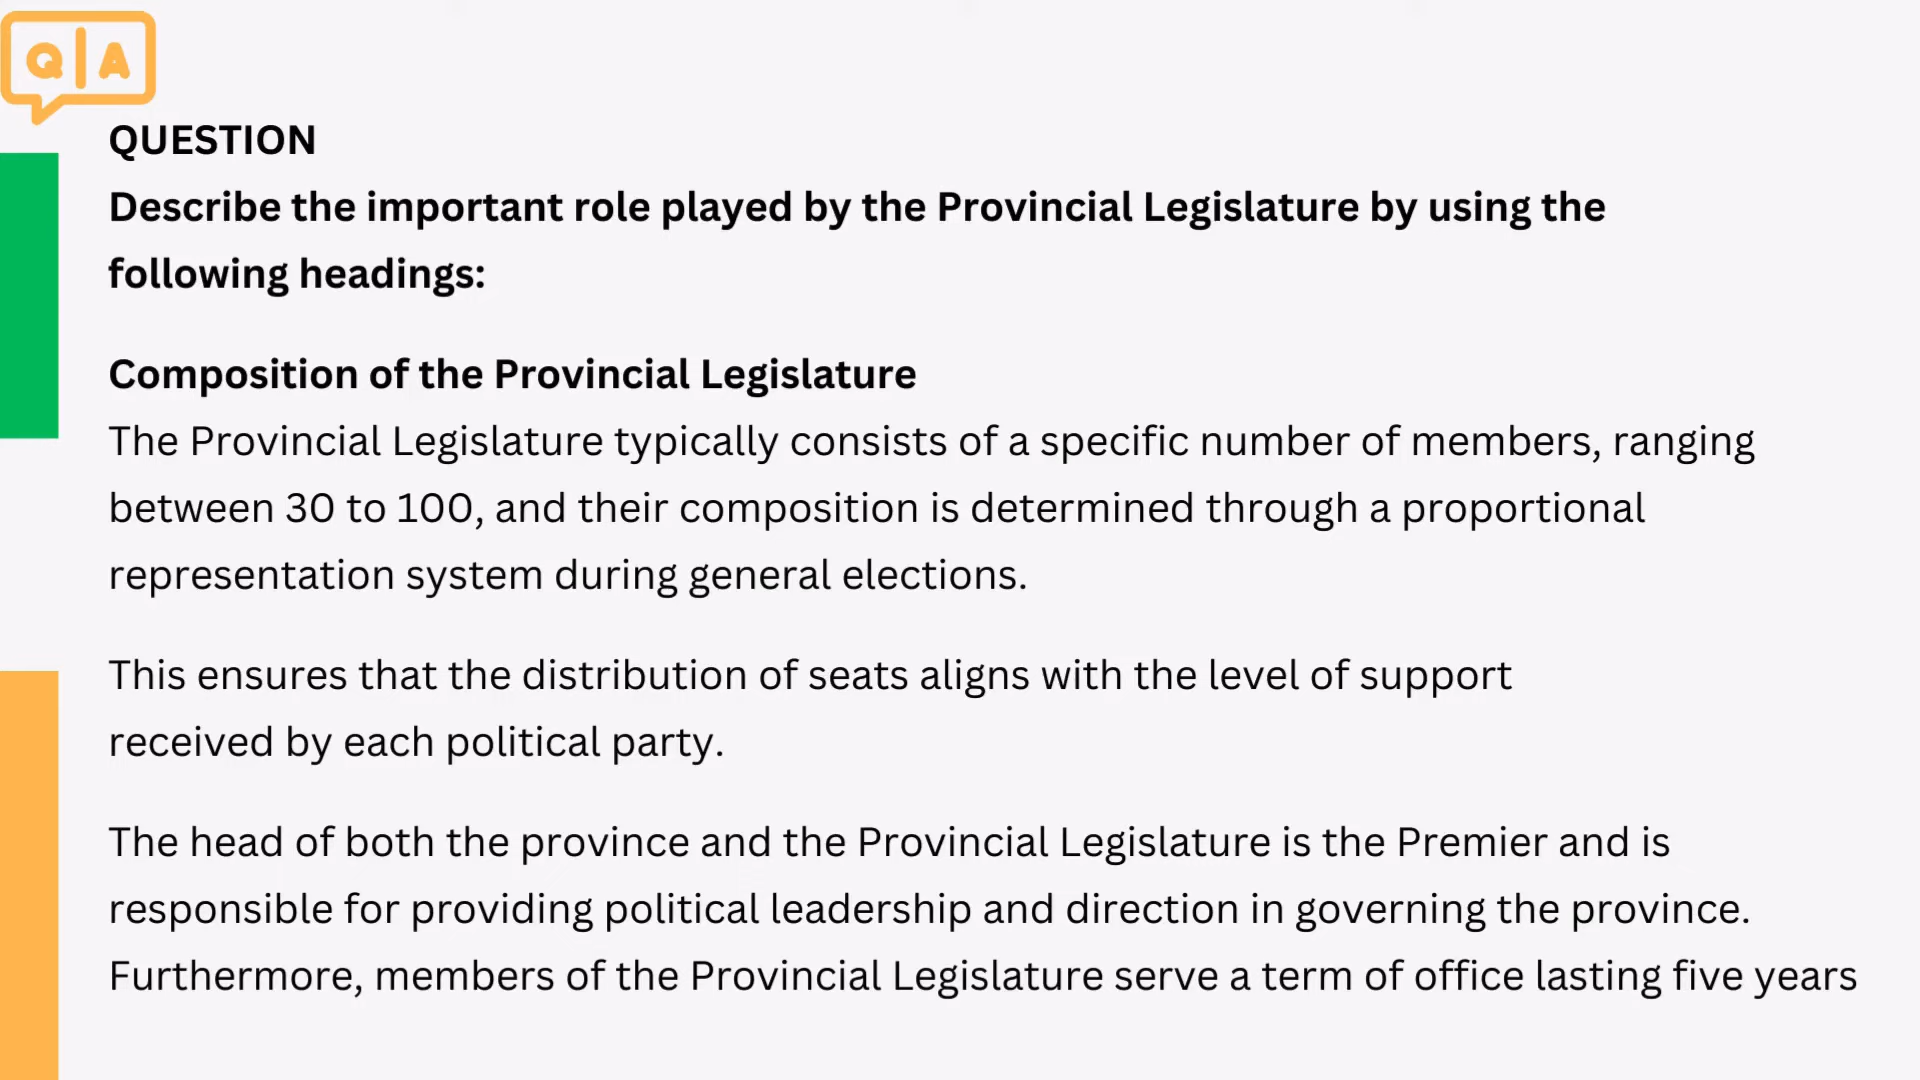 Q|A
QUESTION
Describe the important role played by the Provincial Legislature by using the
following headings:
Composition of the Provincial Legislature
The Provincial Legislature typically consists of a specific number of members, ranging
between 30 to 100, and their composition is determined through a proportional
representation system during general elections.
This ensures that the distribution of seats aligns with the level of support
received by each political party.
The head of both the province and the Provincial Legislature is the Premier and is
responsible for providing political leadership and direction in governing the province.
Furthermore, members of the Provincial Legislature serve a term of office lasting five years